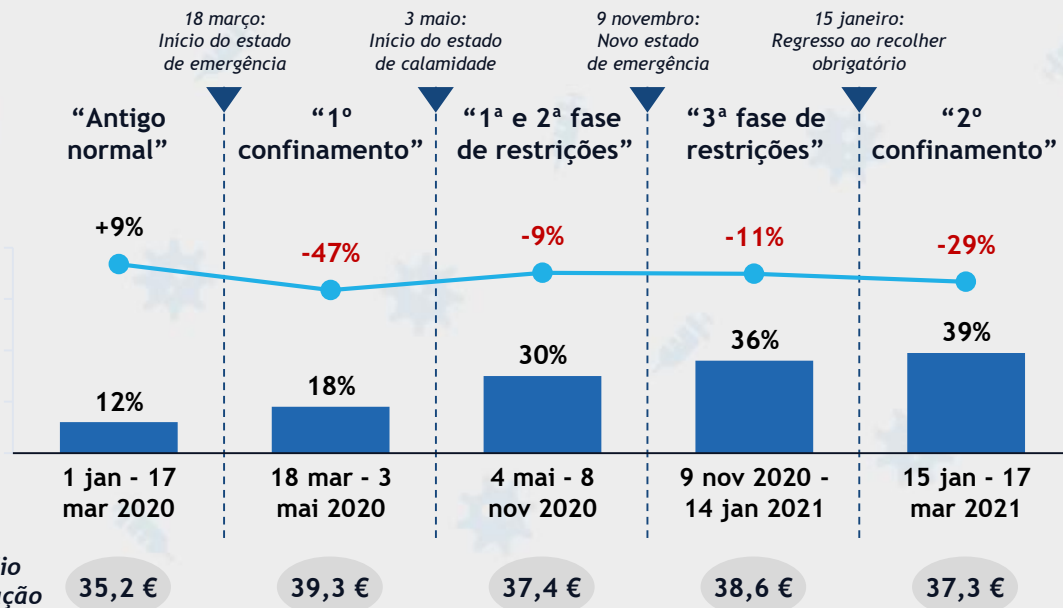 18 março:
Início do estado
de emergência
3 maio:
Início do estado
de calamidade
9 novembro:
Novo estado
de emergência
15 janeiro:
Regresso ao recolher
obrigatório
“Antigo
normal”
“1º
confinamento”
“1ª e 2ª fase
de restrições”
“3ª fase de
restrições”
“2º
confinamento”
+9%
-47%
-9%
-11%
-29%
12%
18%
30%
36%
39%
1 jan - 17
mar 2020
18 mar - 3
mai 2020
4 mai - 8
nov 2020
9 nov 2020 -
14 jan 2021
15 jan - 17
mar 2021
35,2 €
39,3 €
37,4 €
38,6 €
37,3 €